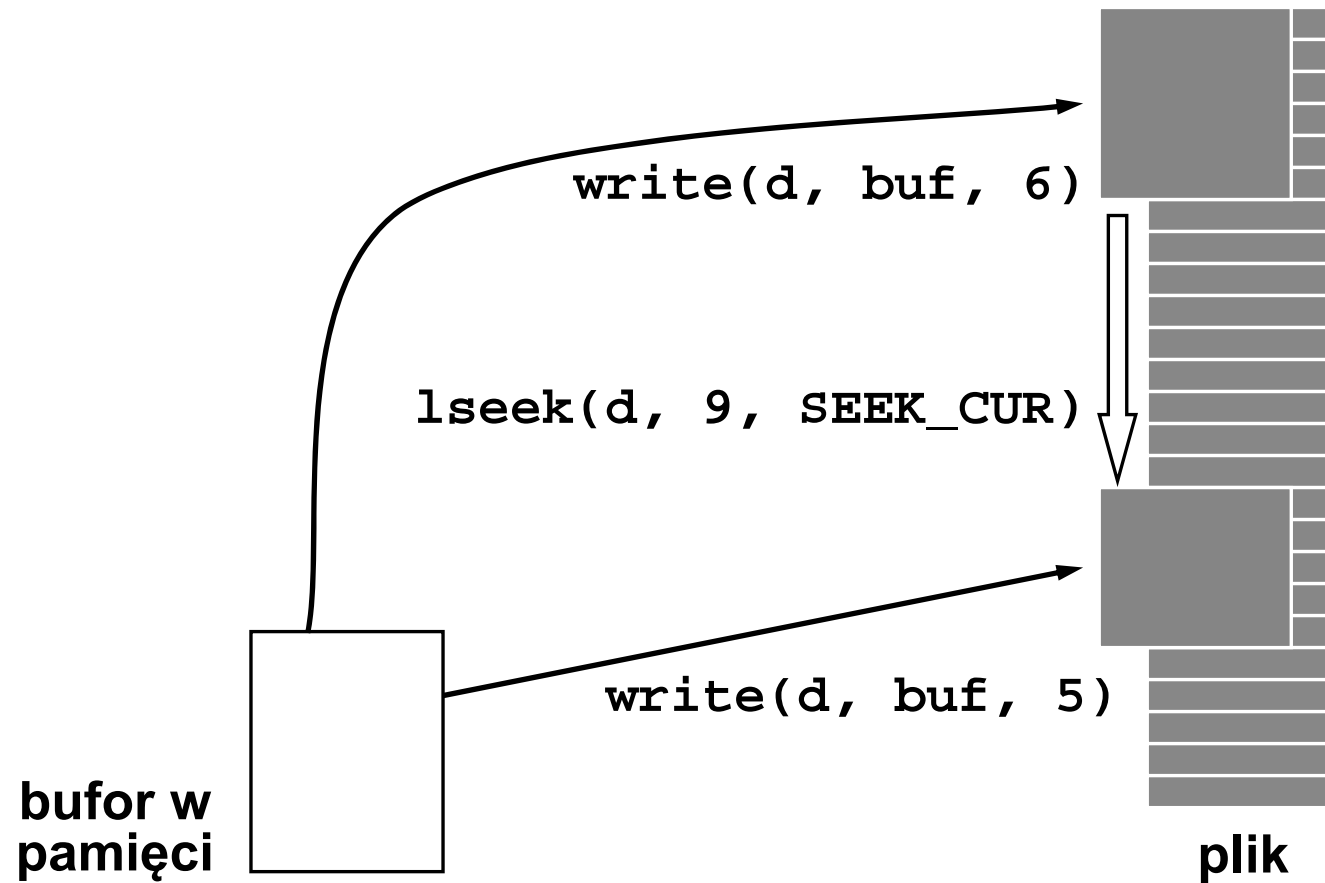 write(d, buf, 6)
lseek(d, 9, SEEK_CUR)
write(d, buf, 5)
bufor w
pamięci
plik